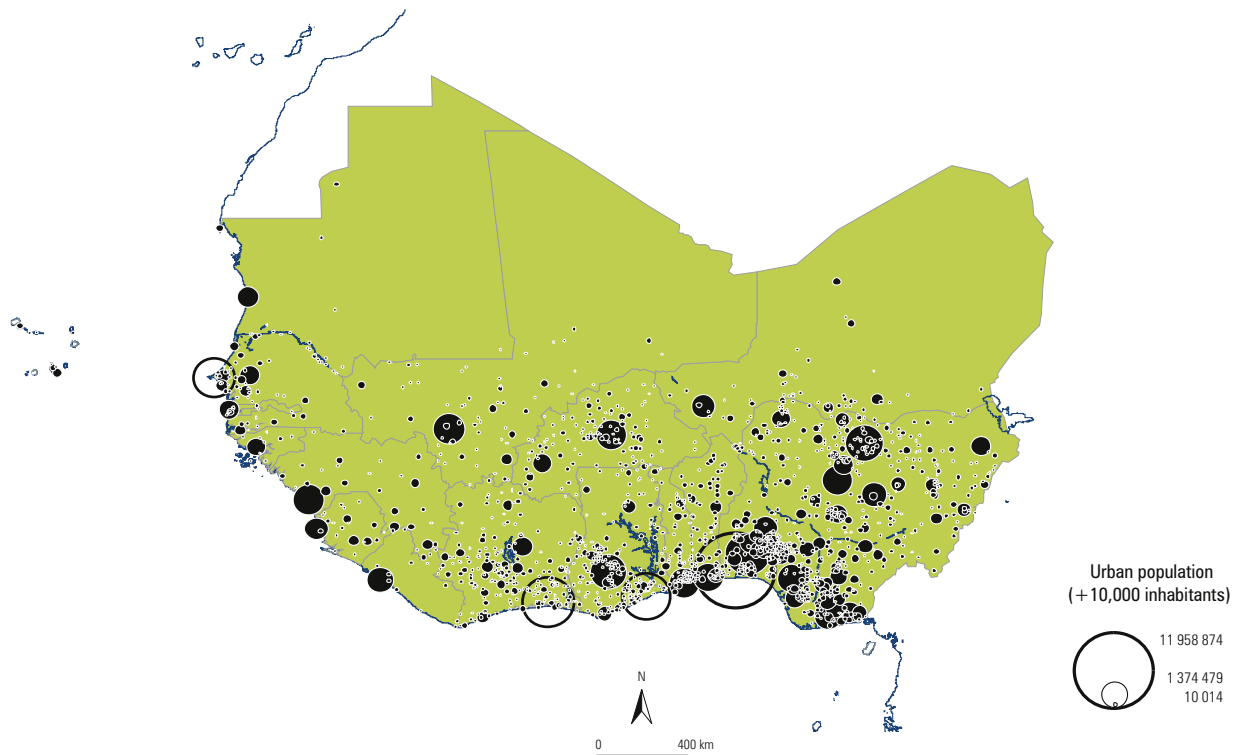 Urban population
(+10,000 inhabitants)
11 958 874
1 374 479
10 014
N
0 400 km